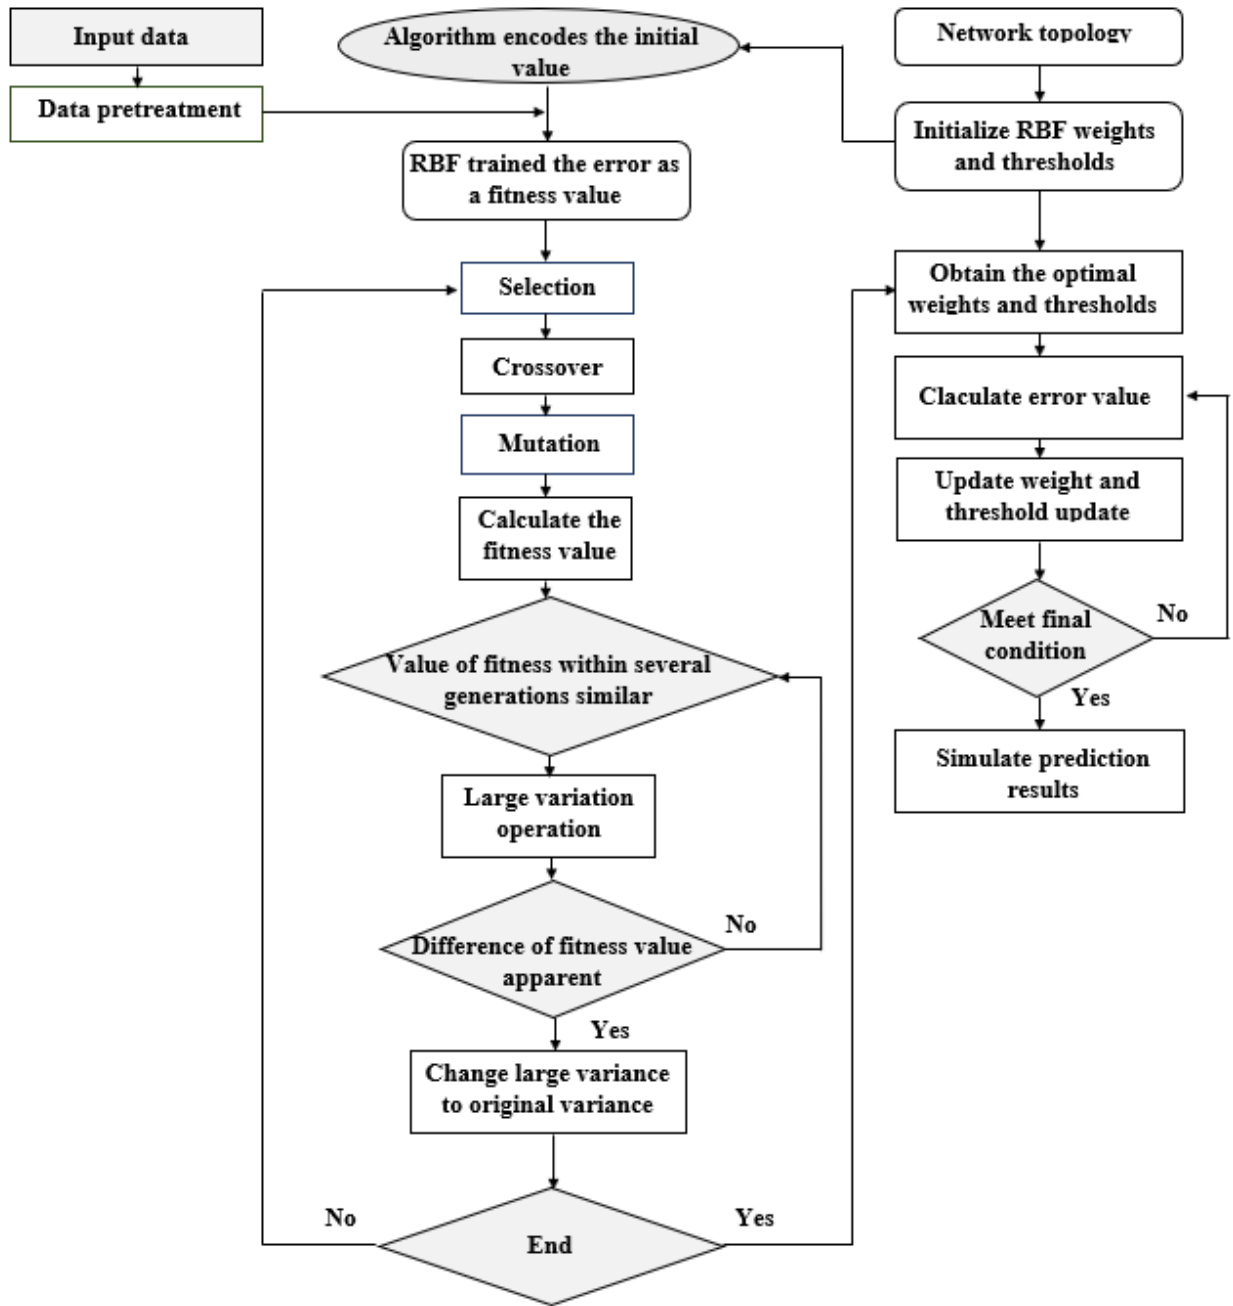 Input data
Data pretreatment
Algorithm encodes the initial
value
RBF trained the error as
a fitness value
Selection
Crossover
Mutation
Calculate the
fitness value
Value of fitness within several
generations similar
Large variation
operation
Difference of fitness value
apparent
No
Yes
Change large variance
to original variance
End
No
Yes
Network topology
Initialize RBF weights
and thresholds
Obtain the optimal
weights and thresholds
Claculate error value
Update weight and
threshold update
Meet final
condition
No
Yes
Simulate prediction
results